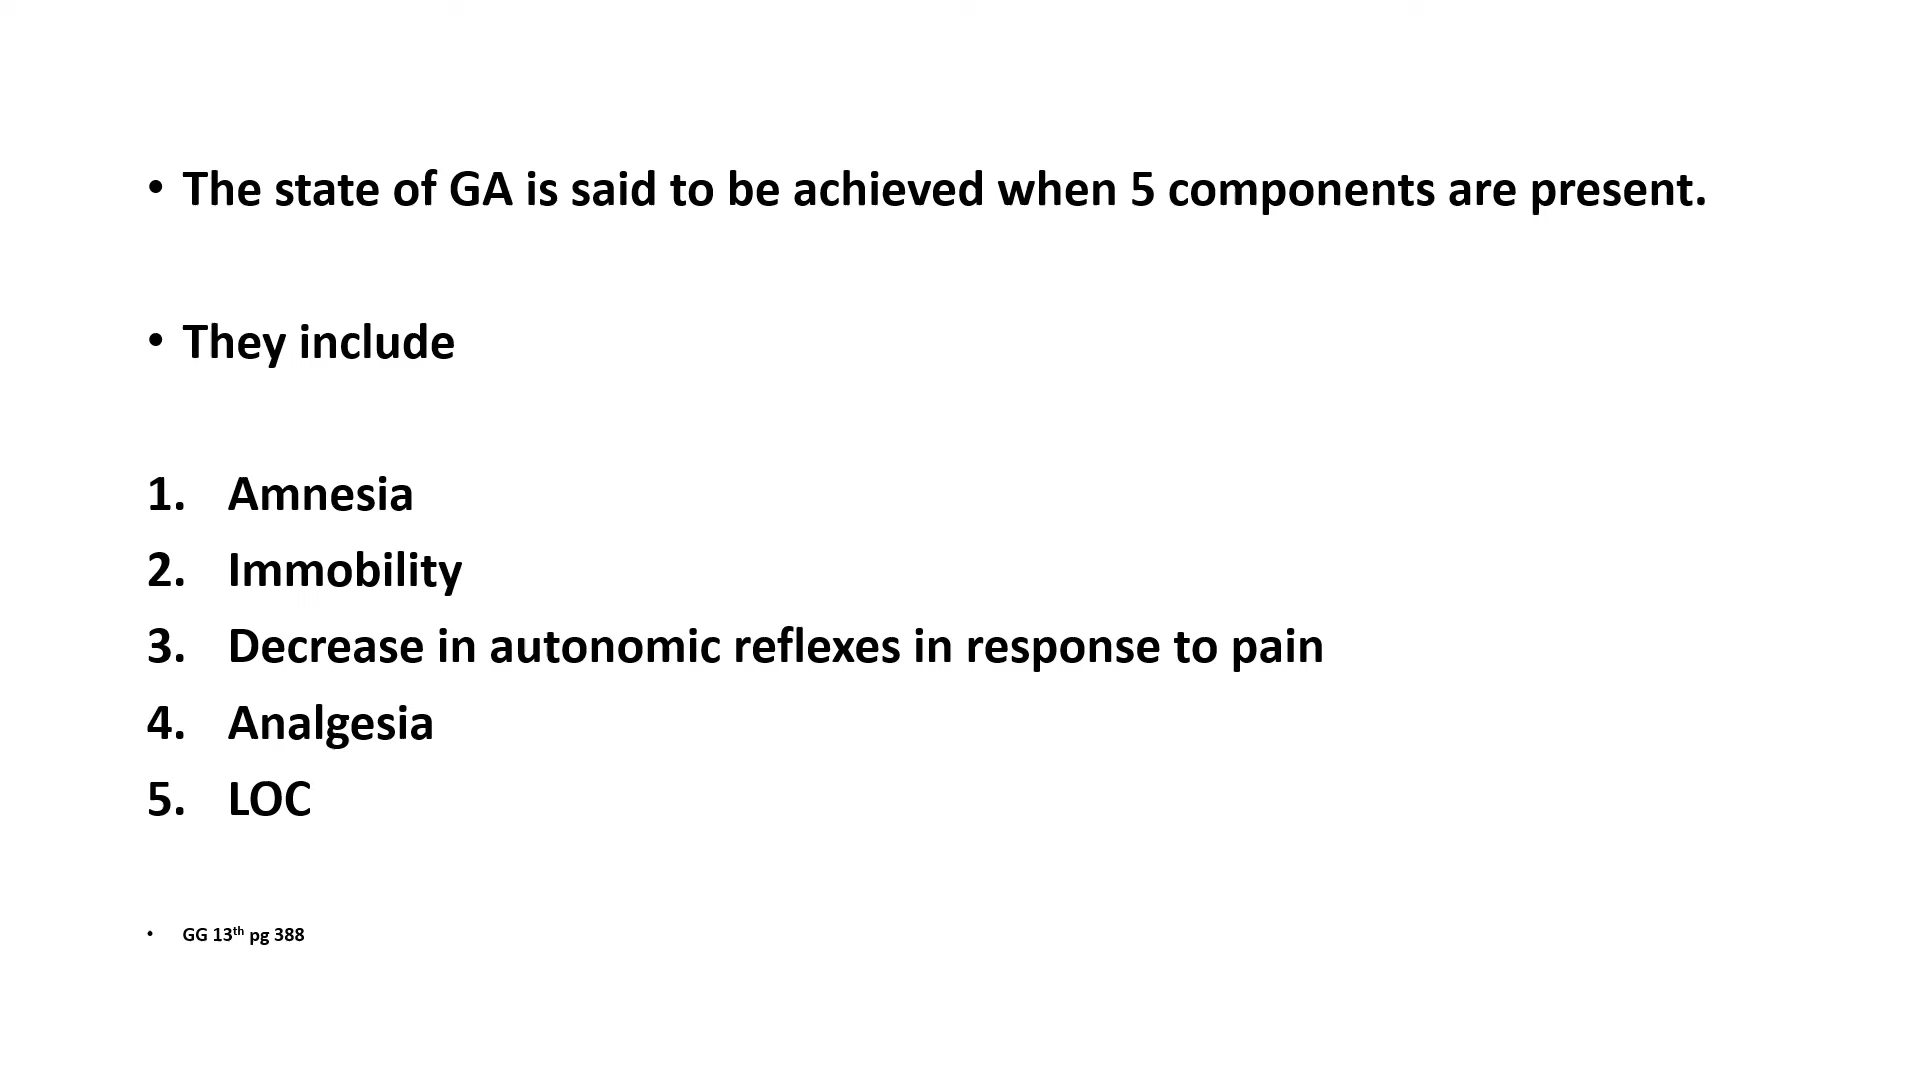 • The state of GA is said to be achieved when 5 components are present.
• They include
1. Amnesia
2. Immobility
3. Decrease in autonomic reflexes in response to pain
4. Analgesia
5. LOC
• GG 13th pg 388